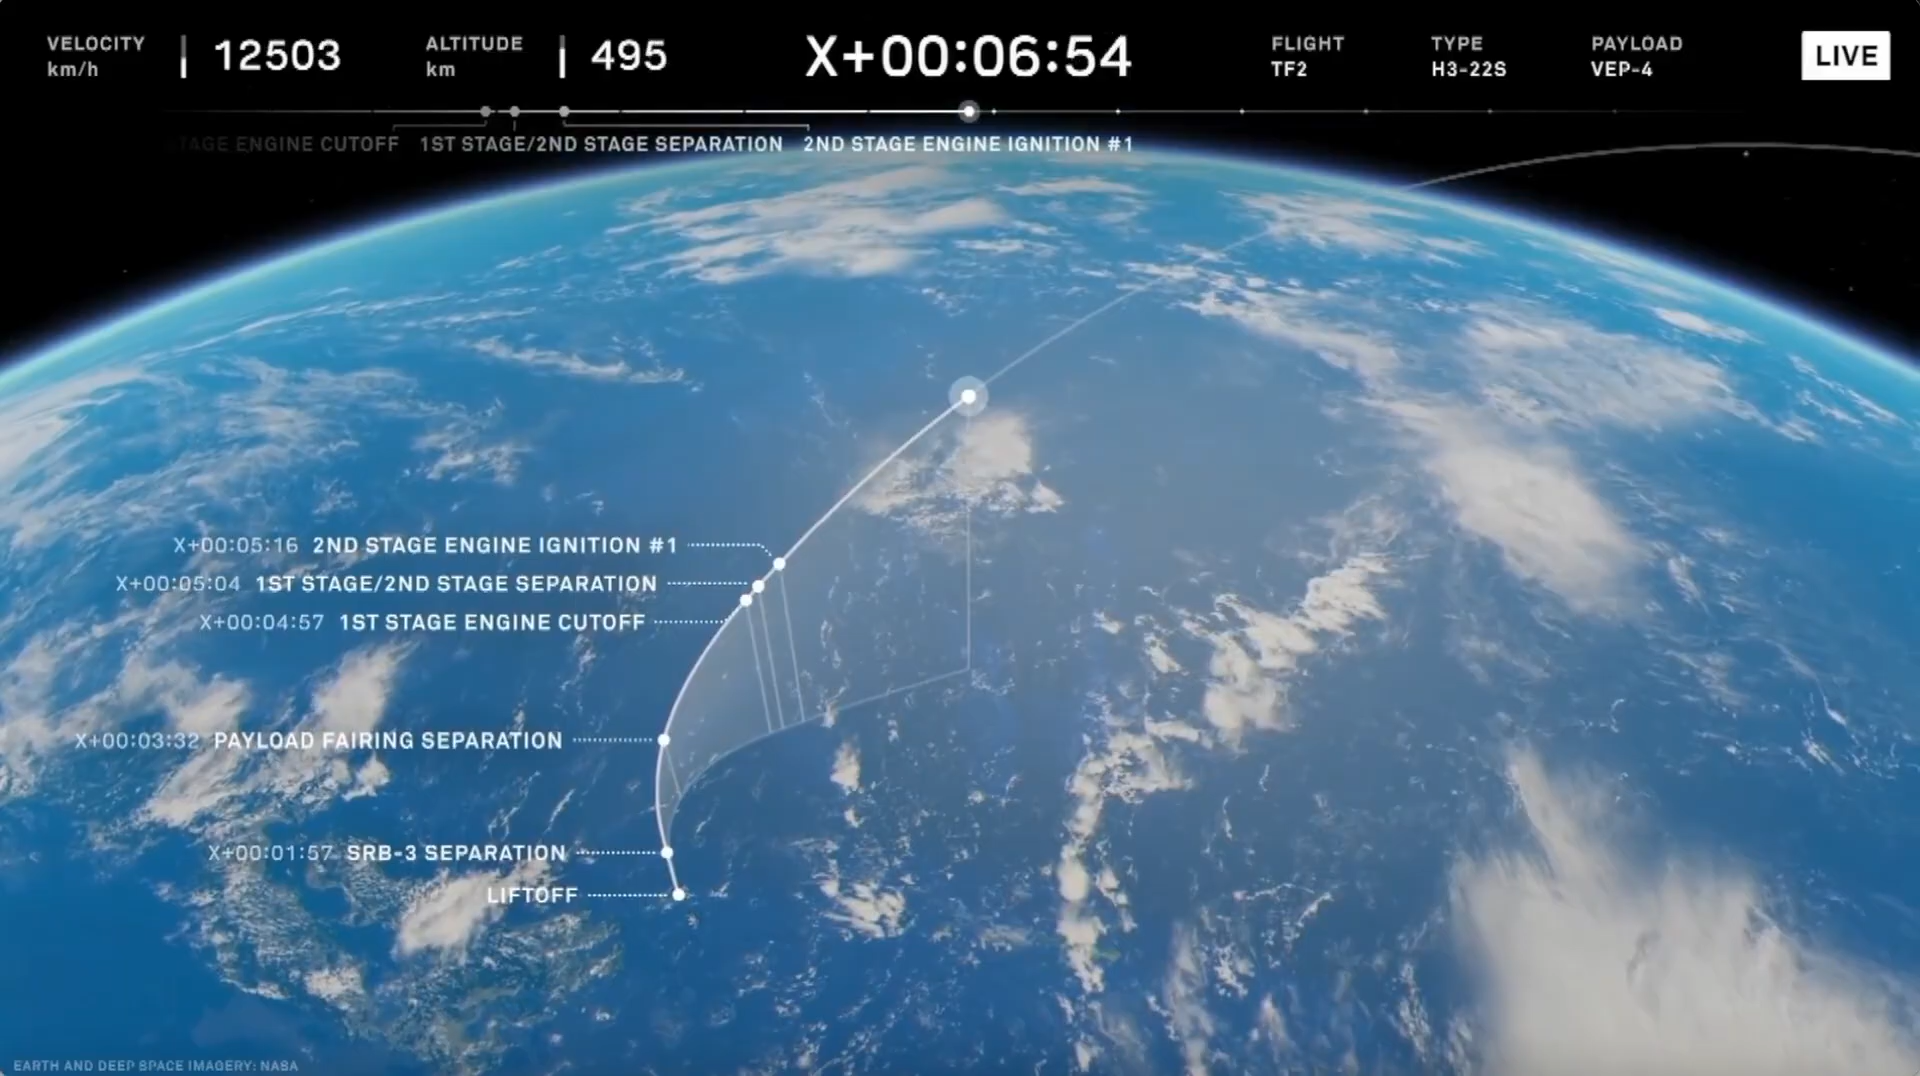 VELOCITY
km/h
12503
ALTITUDE
km
495
X+00:06:54
FLIGHT
TF2
TYPE
H3-22S
PAYLOAD
VEP-4
LIVE
TAGE ENGINE CUTOFF 1ST STAGE/2ND STAGE SEPARATION 2ND STAGE ENGINE IGNITION #1
X+00:05:16 2ND STAGE ENGINE IGNITION #1
X+00:05:04 1ST STAGE/2ND STAGE SEPARATION
X+00:04:57 1ST STAGE ENGINE CUTOFF
X+00:03:32 PAYLOAD FAIRING SEPARATION
X+00:01:57 SRB-3 SEPARATION
LIFTOFF
EARTH AND DEEP SPACE IMAGERY: NASA